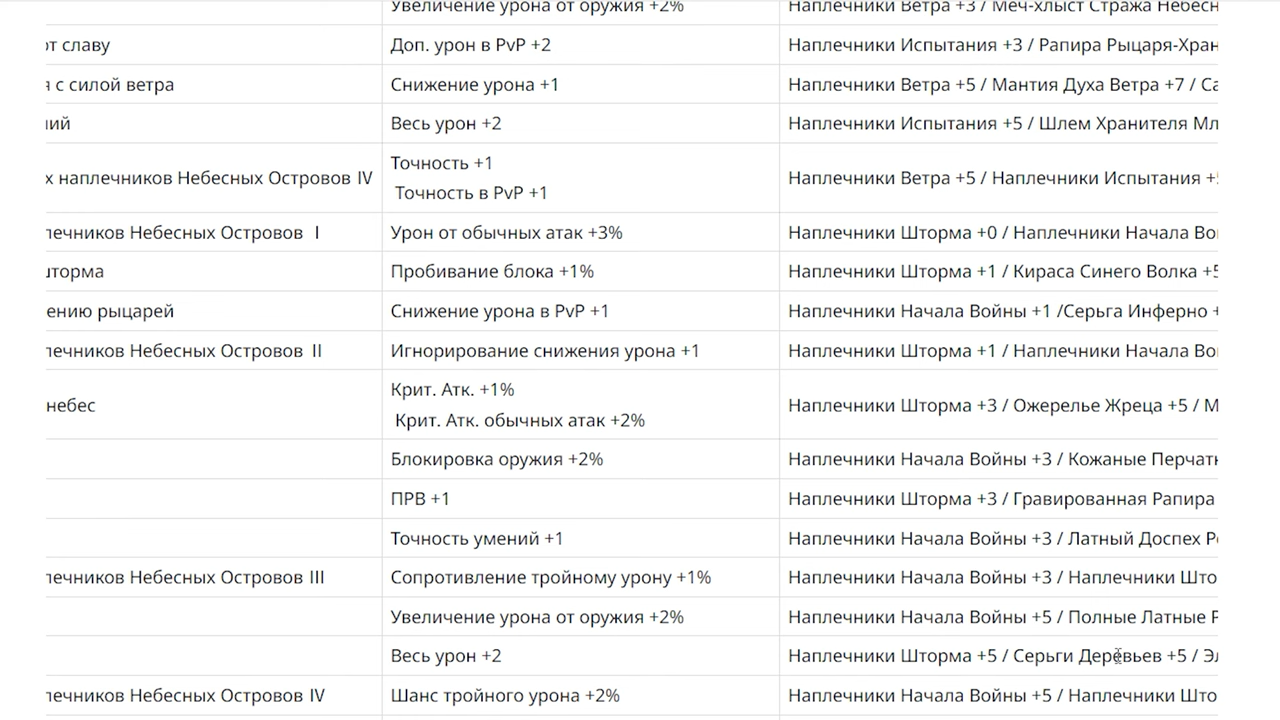 Увеличение урона от оружия +2% Наплечники Ветра +3 / Меч-хлыст Стража Небесн
от славу Доп. урон в PvP +2 Наплечники Испытания +3 / Рапира Рыцаря-Хран
я с силой ветра Снижение урона +1 Наплечники Ветра +5 / Мантия Духа Ветра +7 / Са
ний Весь урон +2 Наплечники Испытания +5 / Шлем Хранителя Мл
Точность +1
х наплечников Небесных Островов IV Точность в PvP +1 Наплечники Ветра +5 / Наплечники Испытания +5
лечников Небесных Островов I Урон от обычных атак +3% Наплечники Шторма +0 / Наплечники Начала Во
шторма Пробивание блока +1% Наплечники Шторма +1 / Кираса Синего Волка +5
ению рыцарей Снижение урона в PvP +1 Наплечники Начала Войны +1 /Серьга Инферно +
лечников Небесных Островов II Игнорирование снижения урона +1 Наплечники Шторма +1 / Наплечники Начала Во
Крит. Атк. +1%
небес Крит. Атк. обычных атак +2% Наплечники Шторма +3 / Ожерелье Жреца +5 / М
Блокировка оружия +2% Наплечники Начала Войны +3 / Кожаные Перчат
ПРВ +1 Наплечники Шторма +3 / Гравированная Рапира
Точность умений +1 Наплечники Начала Войны +3 / Латный Доспех Р
лечников Небесных Островов III Сопротивление тройному урону +1% Наплечники Начала Войны +3 / Наплечники Што
Увеличение урона от оружия +2% Наплечники Начала Войны +5 / Полные Латные Р
Весь урон +2 Наплечники Шторма +5 / Серьги Деревьев +5 / Эл
лечников Небесных Островов IV Шанс тройного урона +2% Наплечники Начала Войны +5 / Наплечники Што